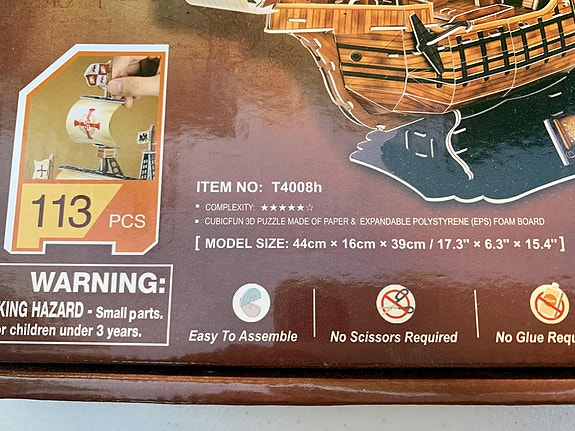 113 PCS
ITEM NO: T4008h
COMPLEXITY: ★★★★★☆
CUBICFUN 3D PUZZLE MADE OF PAPER & EXPANDABLE POLYSTYRENE (EPS) FOAM BOARD
[ MODEL SIZE: 44cm × 16cm × 39cm / 17.3" × 6.3" × 15.4" ]
WARNING:
KING HAZARD - Small parts.
or children under 3 years.
Easy To Assemble
No Scissors Required
No Glue Requ